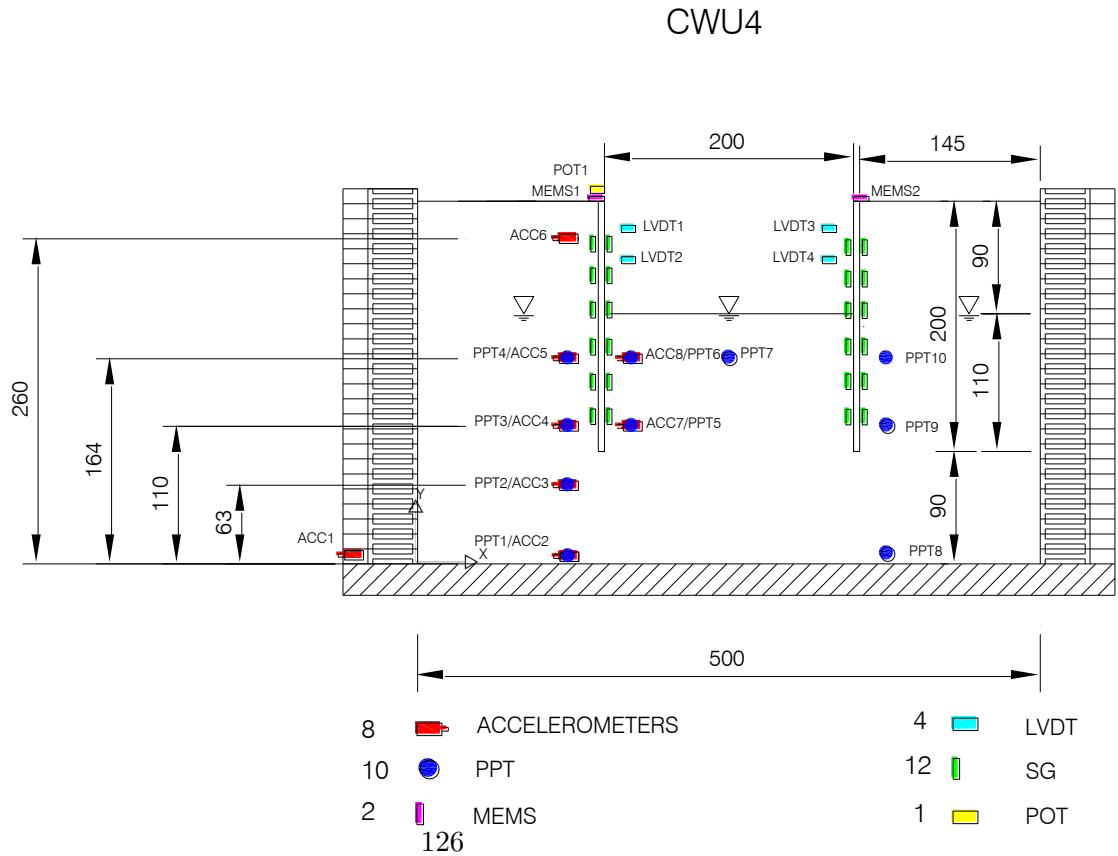 CWU4
200
145
POT1
MEMS1
MEMS2
ACC6
LVDT1
LVDT3
LVDT2
LVDT4
90
200
PPT4/ACC5
ACC8/PPT6
PPT7
PPT10
260
164
110
PPT3/ACC4
ACC7/PPT5
PPT9
110
63
PPT2/ACC3
Y
90
ACC1
PPT1/ACC2
X
PPT8
500
8 ACCELEROMETERS
4 LVDT
10 PPT
12 SG
2 MEMS
1 POT
126